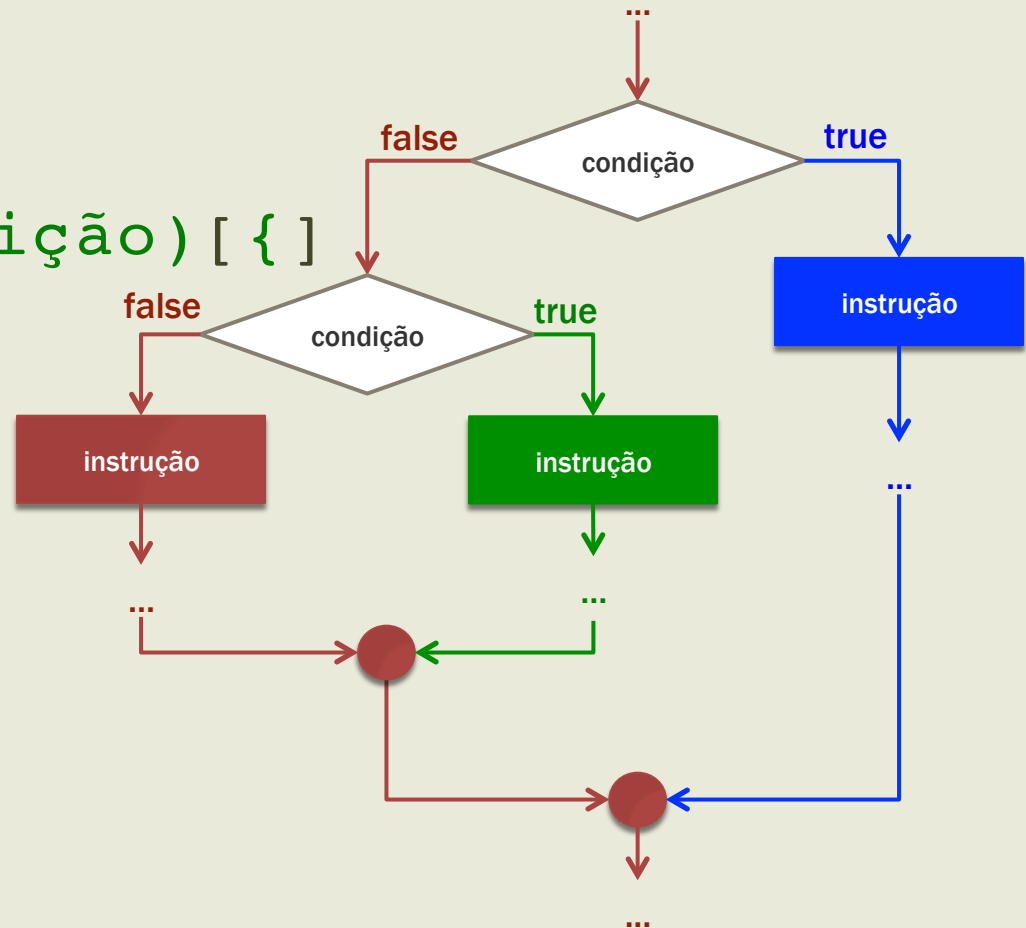 ...
false
true
condição
ição)[{]
false
true
instrução
condição
instrução
instrução
...
...
...
...